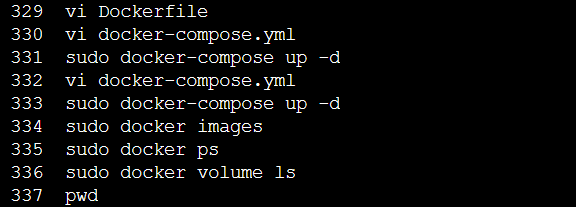 329 vi Dockerfile
330 vi docker-compose.yml
331 sudo docker-compose up -d
332 vi docker-compose.yml
333 sudo docker-compose up -d
334 sudo docker images
335 sudo docker ps
336 sudo docker volume ls
337 pwd